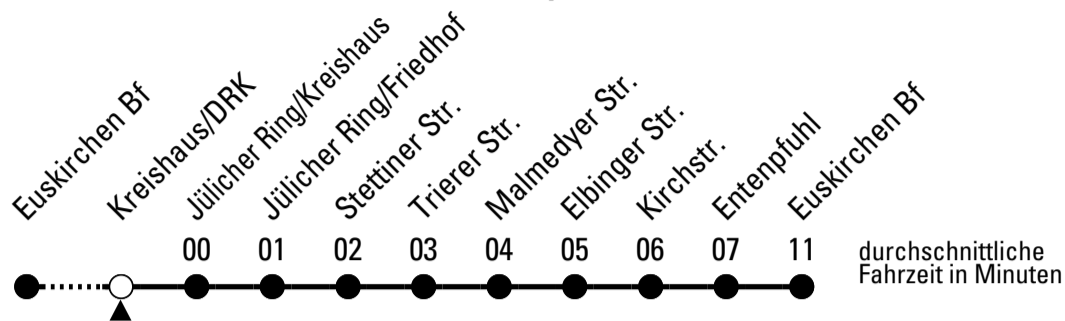 Euskirchen Bf
Kreishaus/DRK
Jülicher Ring/Kreishaus
Jülicher Ring/Friedhof
Stettiner Str.
Trierer Str.
Malmedyer Str.
Elbinger Str.
Kirchstr.
Entenpfuhl
Euskirchen Bf
00 01 02 03 04 05 06 07 11
durchschnittliche
Fahrzeit in Minuten